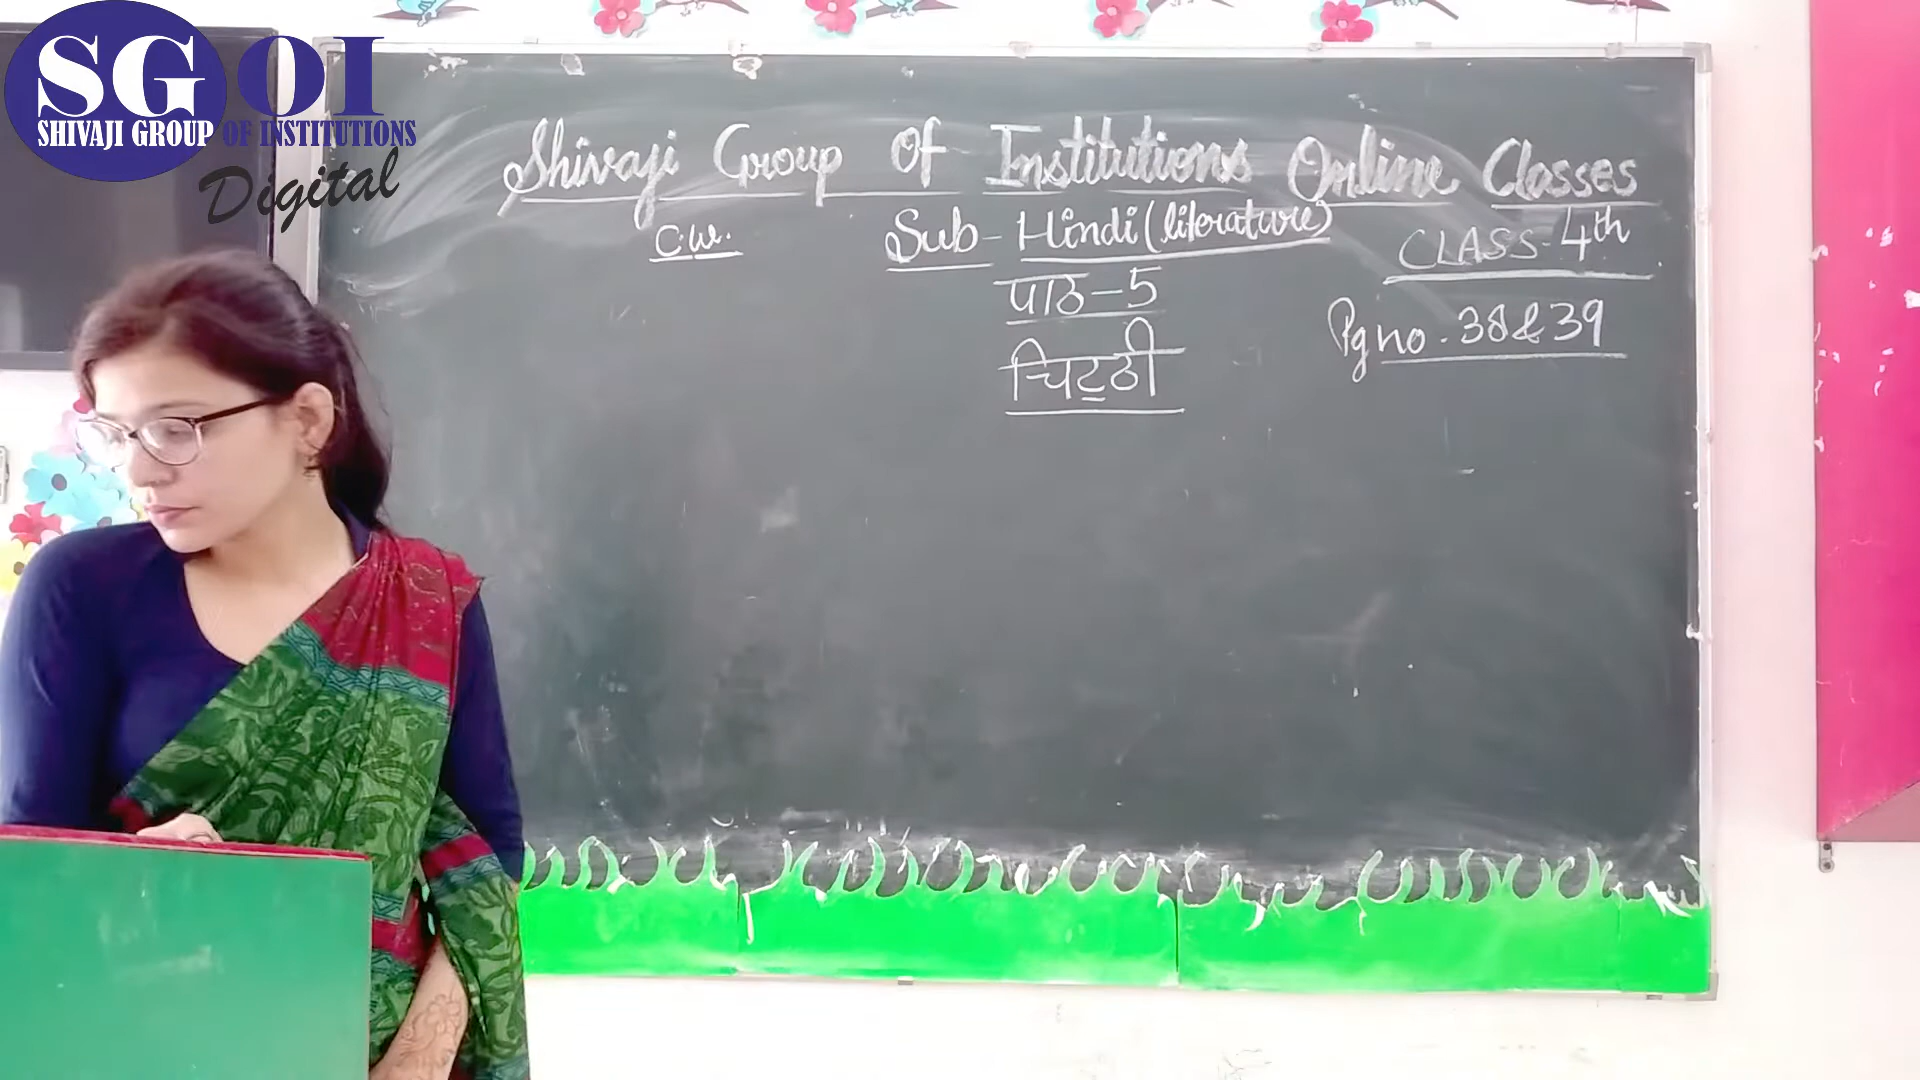 SGOI
SHIVAJI GROUP OF INSTITUTIONS
Digital
Shivaji Group Of Institutions Online Classes
C.W.
Sub - Hindi (literature)
CLASS - 4th
पाठ - 5
Pg no. 38 & 39
चिट्ठी